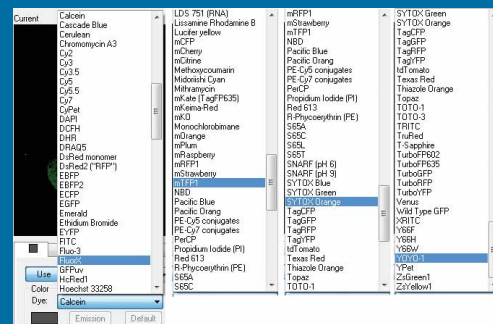 Current
Calcein
Cascade Blue
Cerulean
Chromomycin A3
Cy2
Cy3
Cy3.5
Cy5
Cy5.5
Cy7
CyPet
DAPI
DCFH
DHR
DRAQ5
DsRed monomer
DsRed2 ("RFP")
EBFP
EBFP2
ECFP
EGFP
Emerald
Ethidium Bromide
EYFP
FITC
Fluo-3
FluorX
GFPuv
HcRed1
Hoechst 33258
Use
Color
Dye: Calcein
Emission Default
LDS 751 (RNA)
Lissamine Rhodamine B
Lucifer yellow
mCFP
mCherry
mCitrine
Methoxycoumarin
Midoriishi Cyan
Mithramycin
mKate (TagFP635)
mKeima-Red
mKO
Monochlorobimane
mOrange
mPlum
mRaspberry
mRFP1
mStrawberry
mTFP1
NBD
Pacific Blue
Pacific Orang
PE-Cy5 conjugates
PE-Cy7 conjugates
PerCP
Propidium Iodide (PI)
Red 613
R-Phycoerythrin (PE)
S65A
S65C
mRFP1
mStrawberry
mTFP1
NBD
Pacific Blue
Pacific Orang
PE-Cy5 conjugates
PE-Cy7 conjugates
PerCP
Propidium Iodide (PI)
Red 613
R-Phycoerythrin (PE)
S65A
S65C
S65L
S65T
SNARF (pH 6)
SNARF (pH 9)
SYTOX Blue
SYTOX Green
SYTOX Orange
TagCFP
TagGFP
TagRFP
TagYFP
tdTomato
Texas Red
Thiazole Orange
Topaz
TOTO-1
SYTOX Green
SYTOX Orange
TagCFP
TagGFP
TagRFP
TagYFP
tdTomato
Texas Red
Thiazole Orange
Topaz
TOTO-1
TOTO-3
TRITC
TruRed
T-Sapphire
TurboFP602
TurboFP635
TurboGFP
TurboRFP
TurboYFP
Venus
Wild Type GFP
XRITC
Y66F
Y66H
Y66W
YOYO-1
YPet
ZsGreen1
ZsYellow1